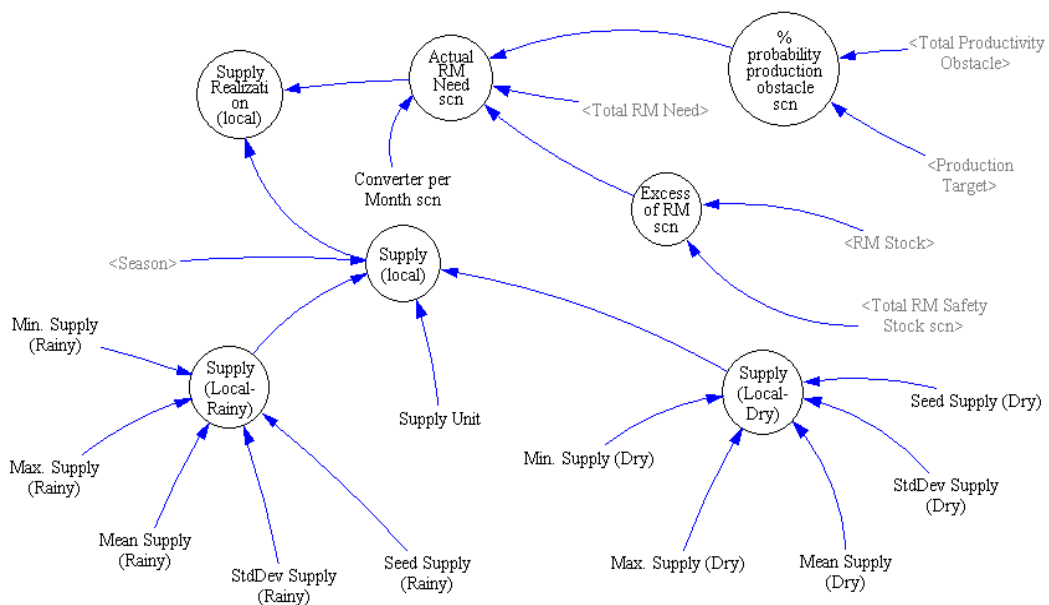 %
probability
production
obstacle
scn
<Total Productivity
Obstacle>
Actual
RM
Need
scn
Supply
Realizati
on
(local)
<Total RM Need>
<Production
Target>
Converter per
Month scn
Excess
of RM
scn
<RM Stock>
<Season>
Supply
(local)
<Total RM Safety
Stock scn>
Min. Supply
(Rainy)
Supply
(Local-
Rainy)
Supply Unit
Supply
(Local-
Dry)
Seed Supply (Dry)
Min. Supply (Dry)
Max. Supply
(Rainy)
StdDev Supply
(Dry)
Mean Supply
(Rainy)
StdDev Supply
(Rainy)
Seed Supply
(Rainy)
Max. Supply (Dry)
Mean Supply
(Dry)